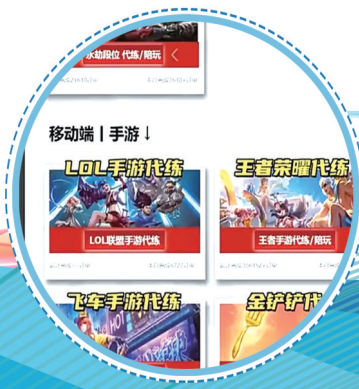 永劫段位 代练/陪玩
移动端 | 手游↓
LOL手游代练
王者荣耀代练
LOL联盟手游代练
王者手游代练/陪玩
飞车手游代练
金铲铲代
HOT